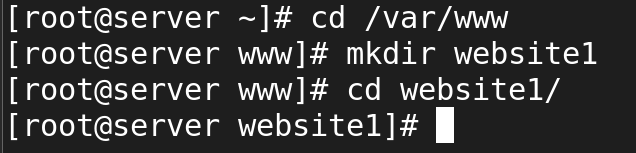 [root@server ~]# cd /var/www
[root@server www]# mkdir website1
[root@server www]# cd website1/
[root@server website1]#